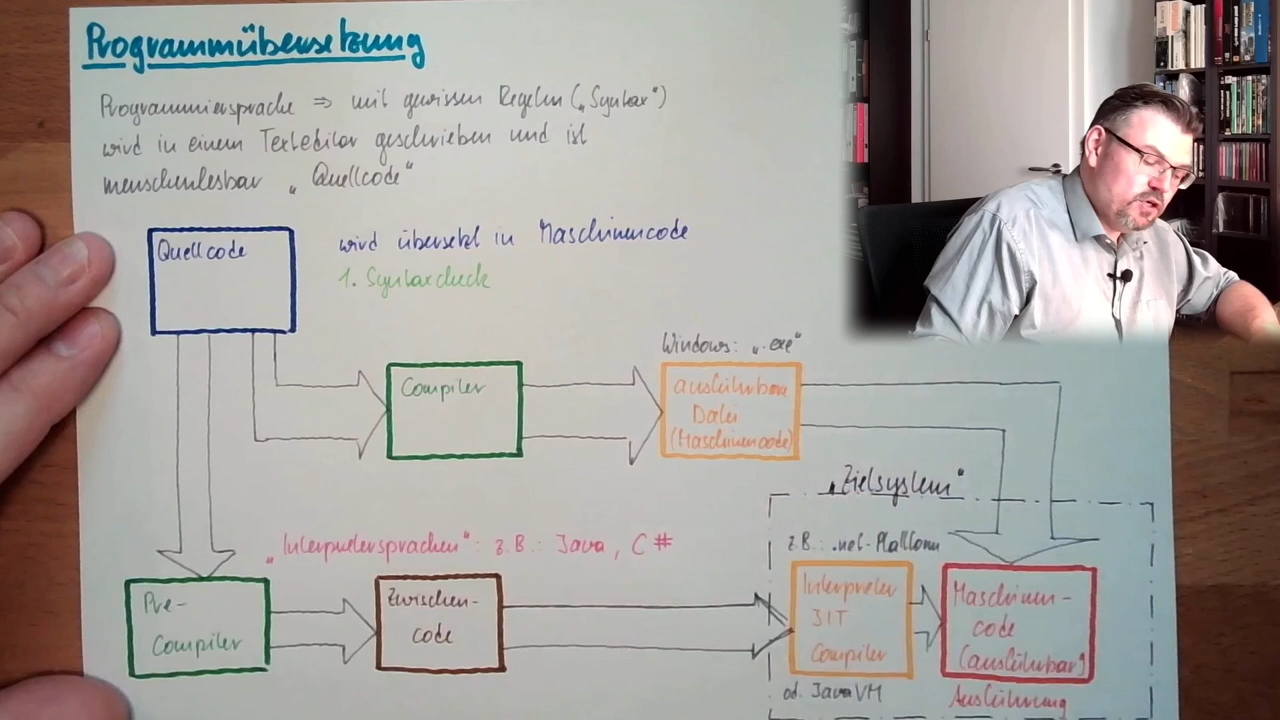 Programmübersetzung
Programmiersprache ⇒ mit gewissen Regeln („Syntax“)
wird in einem Texteditor geschrieben und ist
menschenlesbar „Quellcode“
Quellcode
wird übersetzt in Maschinencode
1. Syntaxcheck
Windows: „.exe“
Compiler
ausführbare
Datei
(Maschinencode)
„Zielsystem“
„Interpretersprachen“: z.B.: Java, C#
z.B.: .net-Plattform
Pre-
Compiler
Zwischen-
code
Interpreter
JIT
Compiler
Maschinen-
code
(ausführbar)
od. JavaVM
Ausführung